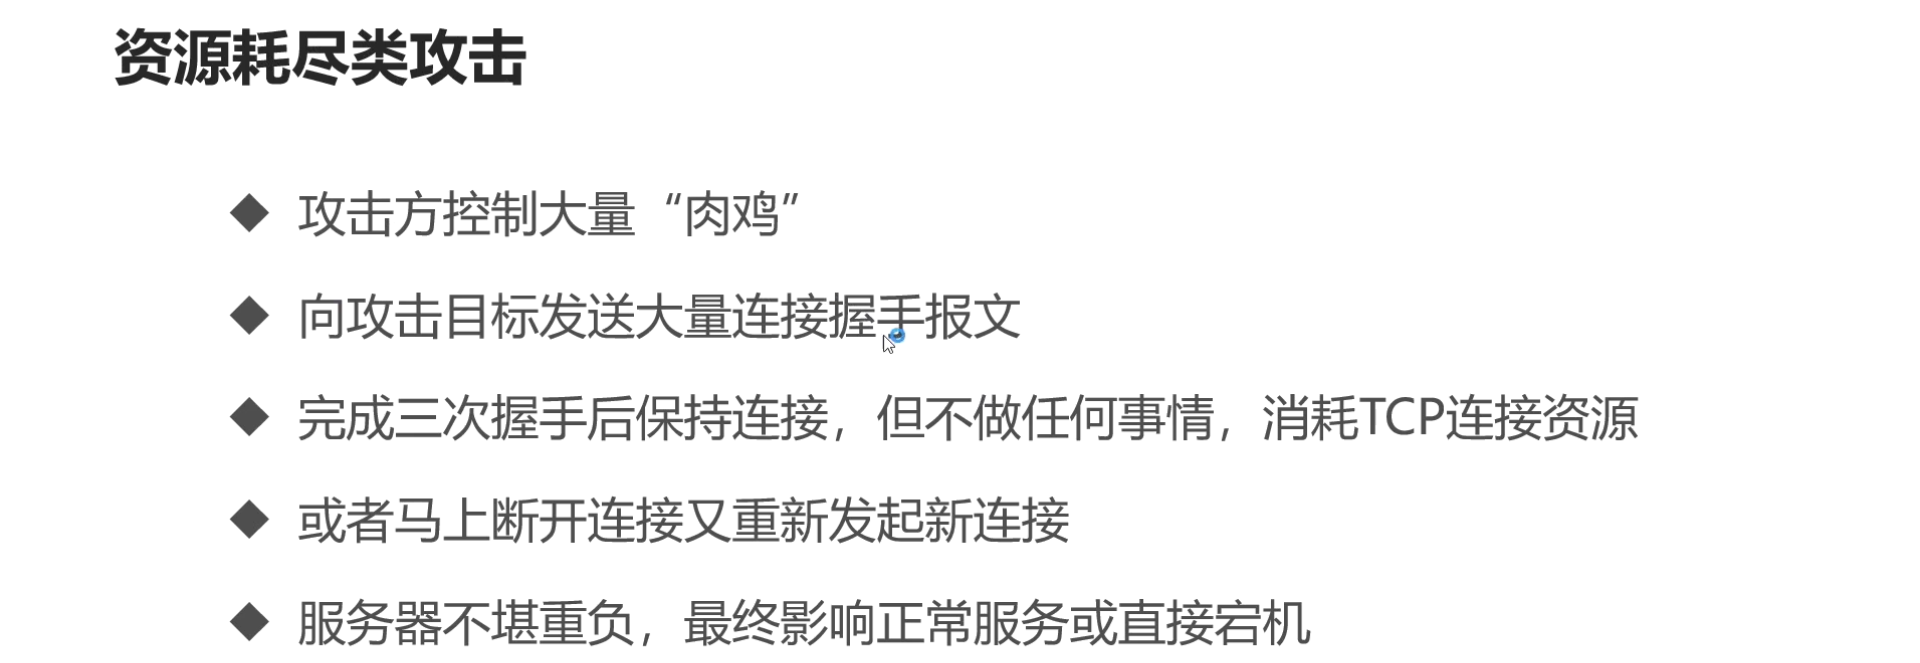 资源耗尽类攻击
攻击方控制大量“肉鸡”
向攻击目标发送大量连接握手报文
完成三次握手后保持连接，但不做任何事情，消耗TCP连接资源
或者马上断开连接又重新发起新连接
服务器不堪重负，最终影响正常服务或直接宕机